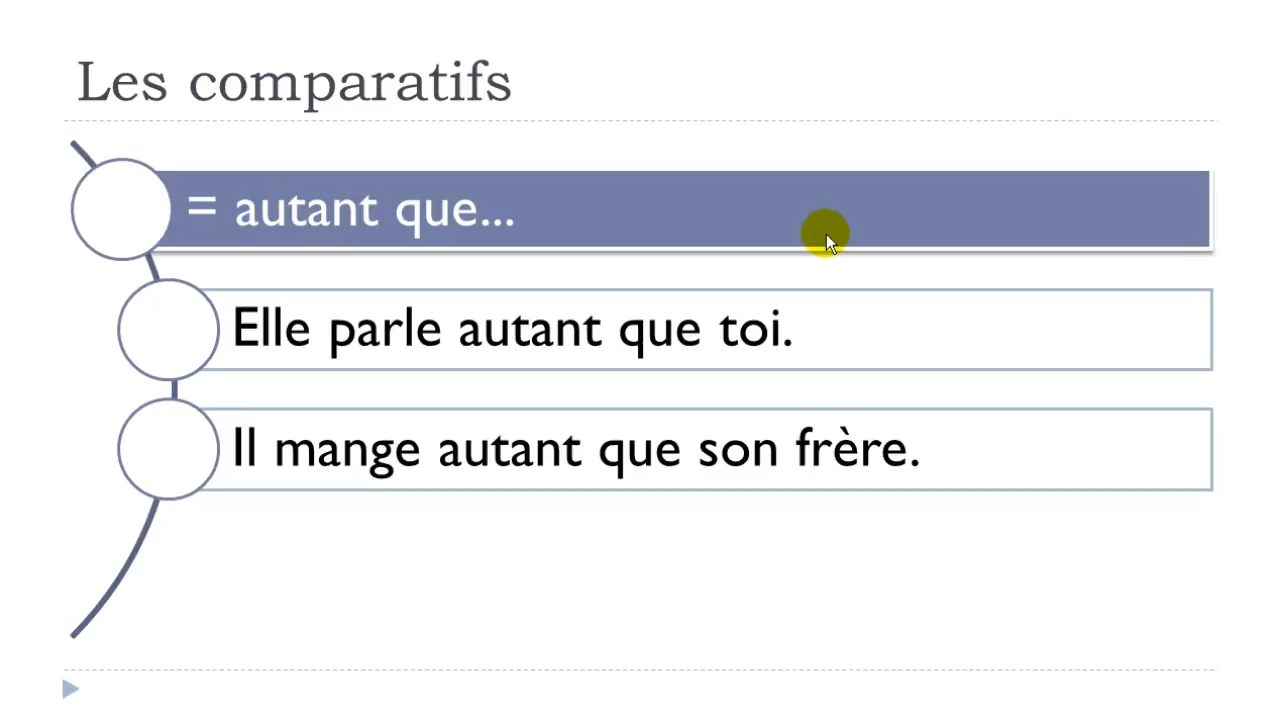 Les comparatifs
= autant que...
Elle parle autant que toi.
Il mange autant que son frère.